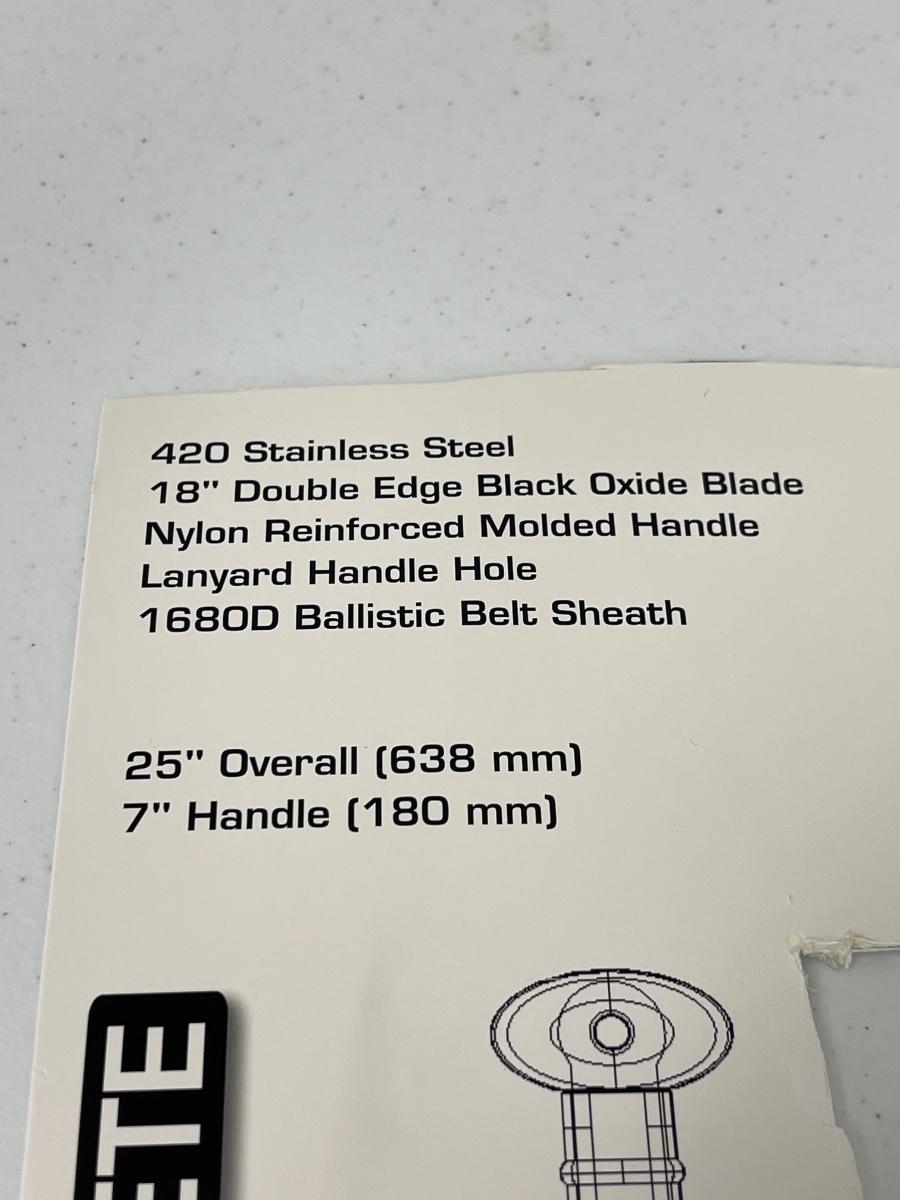 420 Stainless Steel
18" Double Edge Black Oxide Blade
Nylon Reinforced Molded Handle
Lanyard Handle Hole
1680D Ballistic Belt Sheath
25" Overall (638 mm)
7" Handle (180 mm)